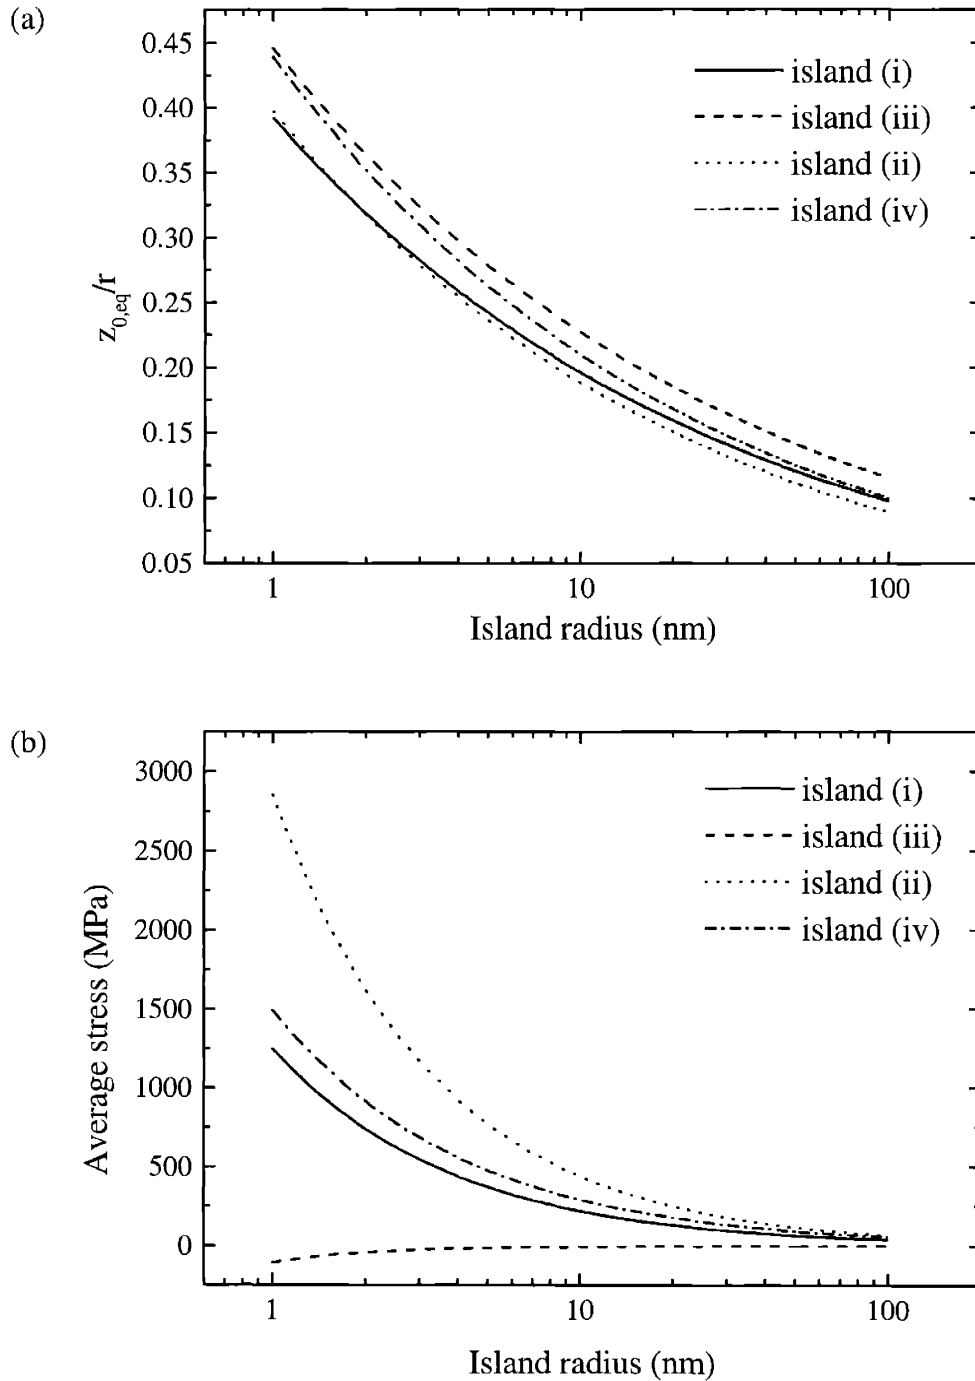 (a)
0.45
0.40
0.35
0.30
0.25
0.20
0.15
0.10
0.05
z0,eq/r
island (i)
island (iii)
island (ii)
island (iv)
1 10 100
Island radius (nm)
(b)
3000
2500
2000
1500
1000
500
0
Average stress (MPa)
island (i)
island (iii)
island (ii)
island (iv)
1 10 100
Island radius (nm)